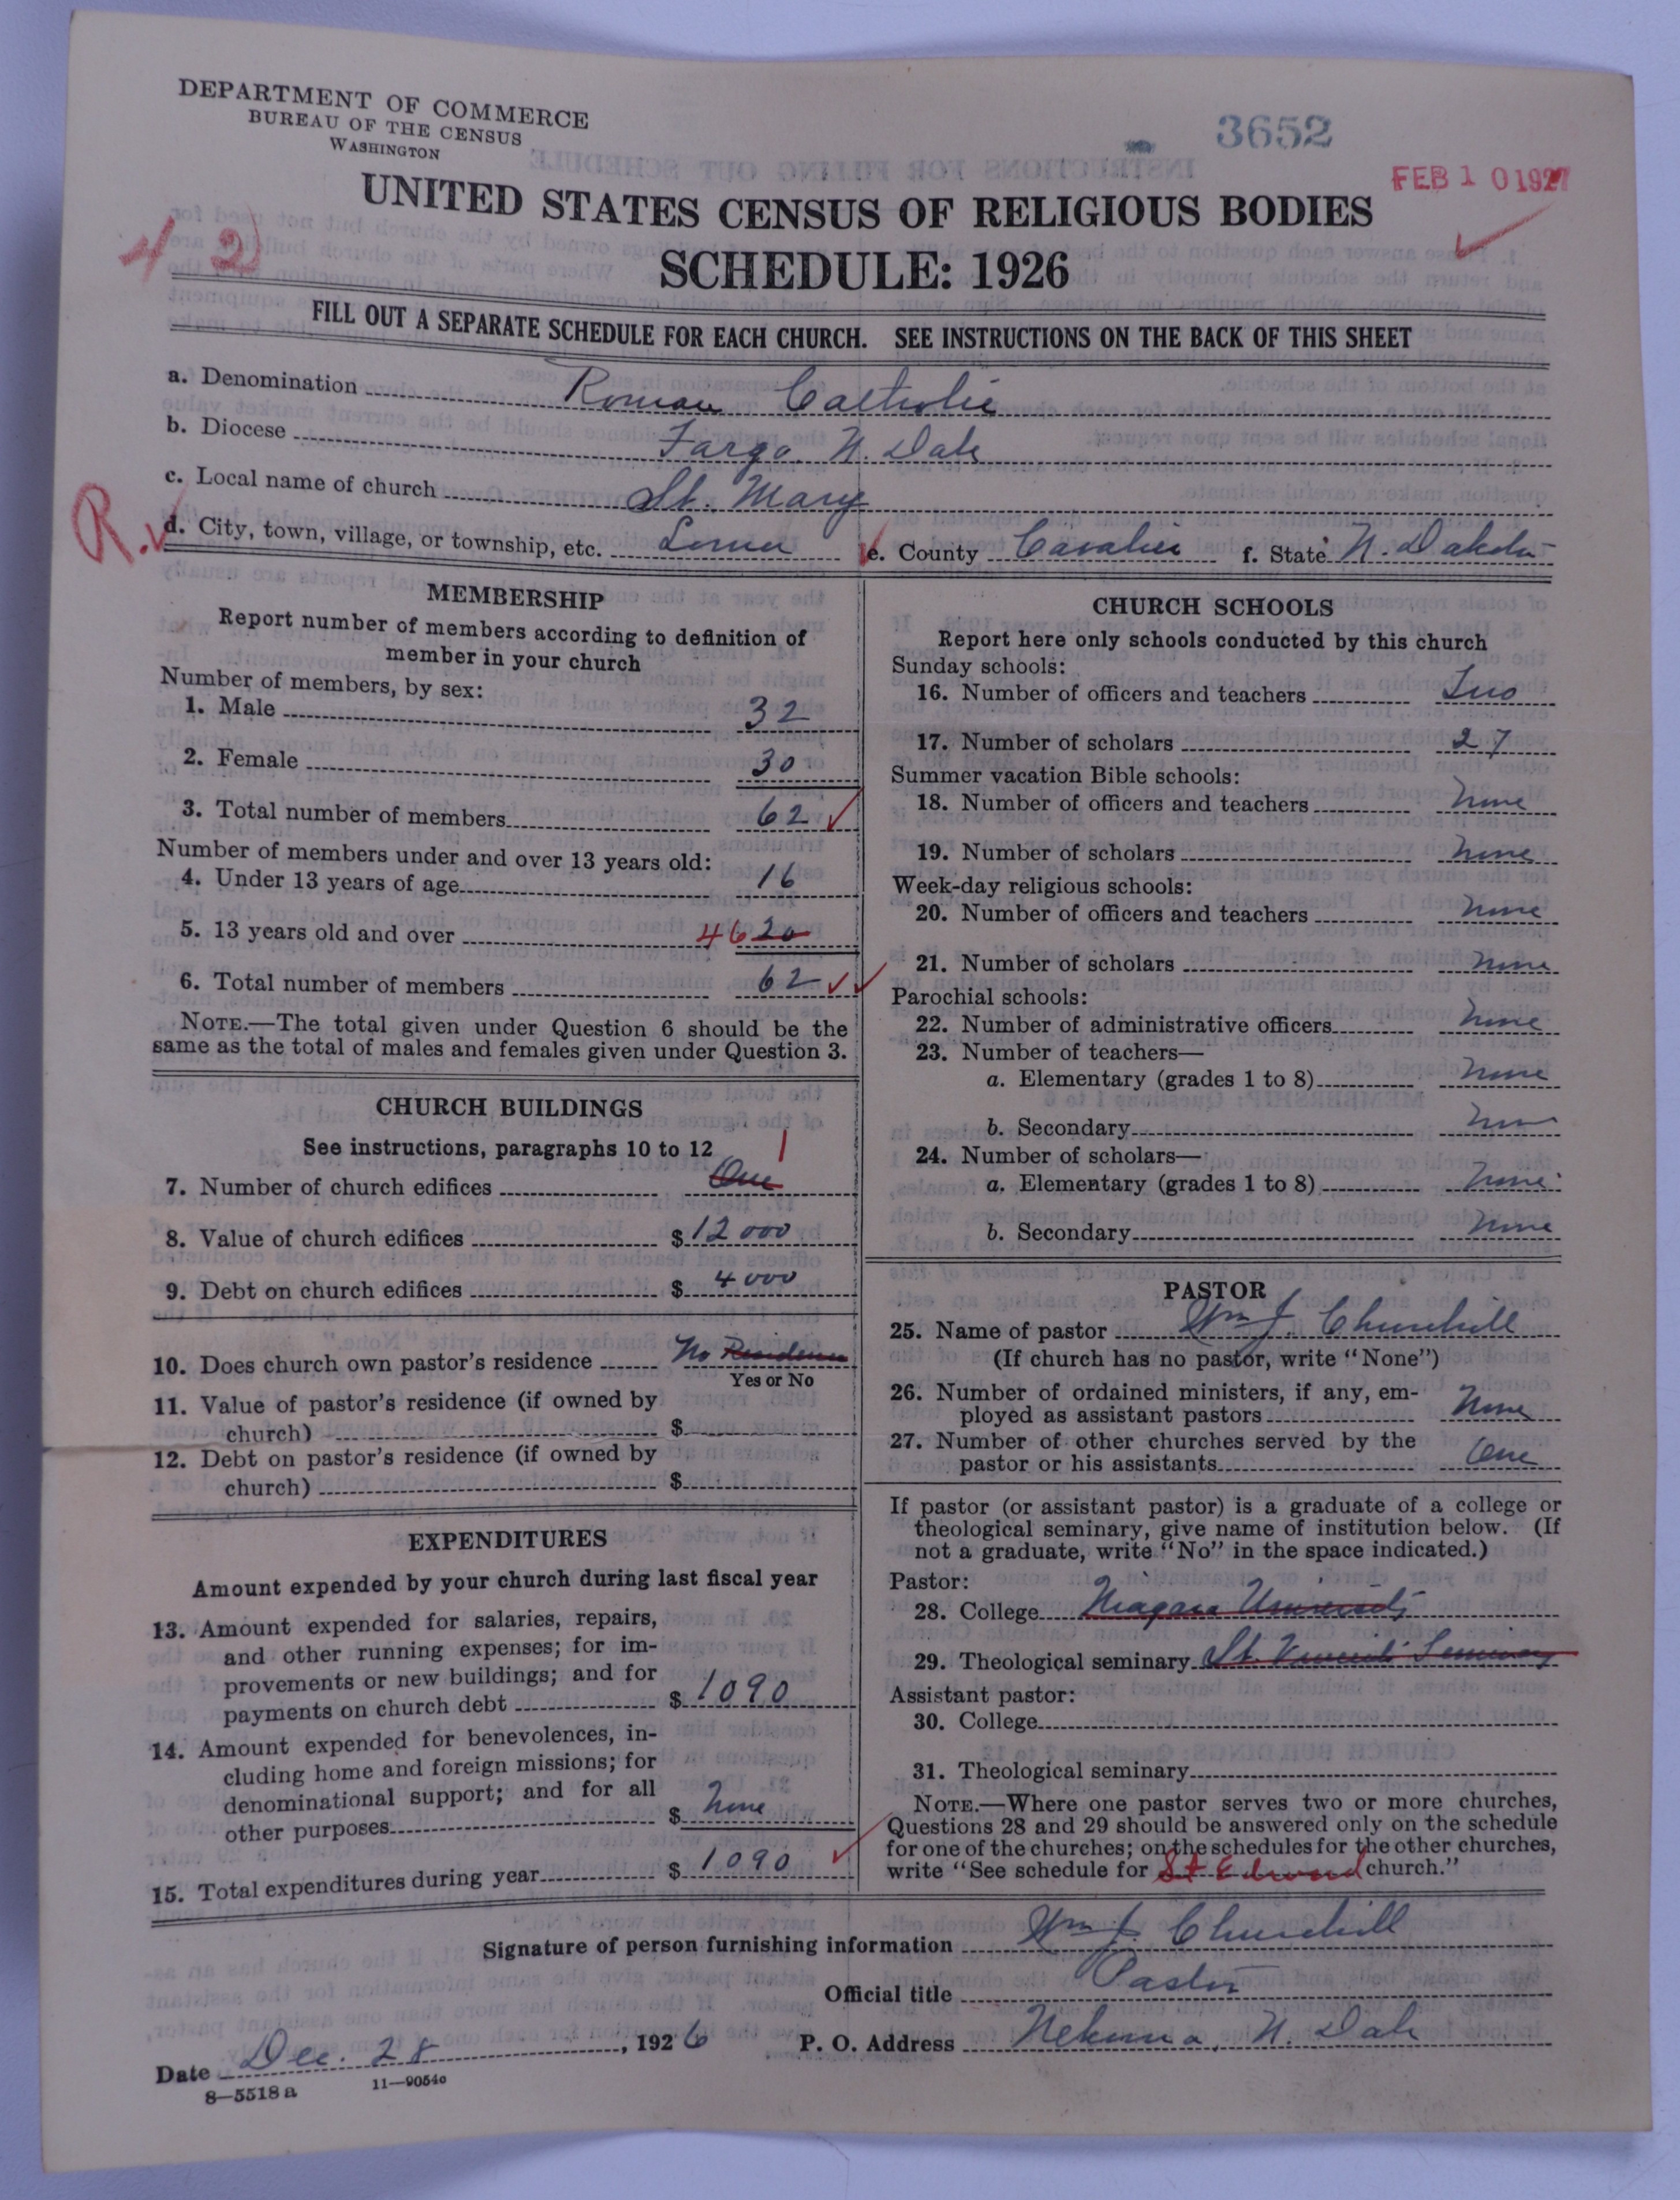 DEPARTMENT OF COMMERCE
BUREAU OF THE CENSUS
WASHINGTON
3652
FEB 10 1927
UNITED STATES CENSUS OF RELIGIOUS BODIES
SCHEDULE: 1926
FILL OUT A SEPARATE SCHEDULE FOR EACH CHURCH. SEE INSTRUCTIONS ON THE BACK OF THIS SHEET
a. Denomination Roman Catholic
b. Diocese Fargo. N. Dak
c. Local name of church St. Mary
R.
d. City, town, village, or township, etc. Loma e. County Cavalier f. State N. Dakota
MEMBERSHIP
Report number of members according to definition of
member in your church
Number of members, by sex:
1. Male 32
2. Female 30
3. Total number of members 62
Number of members under and over 13 years old:
4. Under 13 years of age 16
5. 13 years old and over 46 20
6. Total number of members 62
NOTE.—The total given under Question 6 should be the
same as the total of males and females given under Question 3.
CHURCH BUILDINGS
See instructions, paragraphs 10 to 12
1
7. Number of church edifices One
8. Value of church edifices $ 12000
9. Debt on church edifices $ 4000
10. Does church own pastor's residence No Residence
Yes or No
11. Value of pastor's residence (if owned by
church) $
12. Debt on pastor's residence (if owned by
church) $
EXPENDITURES
Amount expended by your church during last fiscal year
13. Amount expended for salaries, repairs,
and other running expenses; for im-
provements or new buildings; and for
payments on church debt $ 1090
14. Amount expended for benevolences, in-
cluding home and foreign missions; for
denominational support; and for all
other purposes $ None
15. Total expenditures during year $ 1090
CHURCH SCHOOLS
Report here only schools conducted by this church
Sunday schools:
16. Number of officers and teachers Two
17. Number of scholars 27
Summer vacation Bible schools:
18. Number of officers and teachers None
19. Number of scholars None
Week-day religious schools:
20. Number of officers and teachers None
21. Number of scholars None
Parochial schools:
22. Number of administrative officers None
23. Number of teachers—
a. Elementary (grades 1 to 8) None
b. Secondary None
24. Number of scholars—
a. Elementary (grades 1 to 8) None
b. Secondary None
PASTOR
25. Name of pastor Wm J. Churchill
(If church has no pastor, write "None")
26. Number of ordained ministers, if any, em-
ployed as assistant pastors None
27. Number of other churches served by the
pastor or his assistants One
If pastor (or assistant pastor) is a graduate of a college or
theological seminary, give name of institution below. (If
not a graduate, write "No" in the space indicated.)
Pastor:
28. College Niagara University
29. Theological seminary St. Vincent's Seminary
Assistant pastor:
30. College
31. Theological seminary
NOTE.—Where one pastor serves two or more churches,
Questions 28 and 29 should be answered only on the schedule
for one of the churches; on the schedules for the other churches,
write "See schedule for St Edward church."
Signature of person furnishing information Wm J. Churchill
Official title Pastor
Date Dec. 28, 1926 P. O. Address Nekoma, N. Dak
8—5518 a 11—9054o